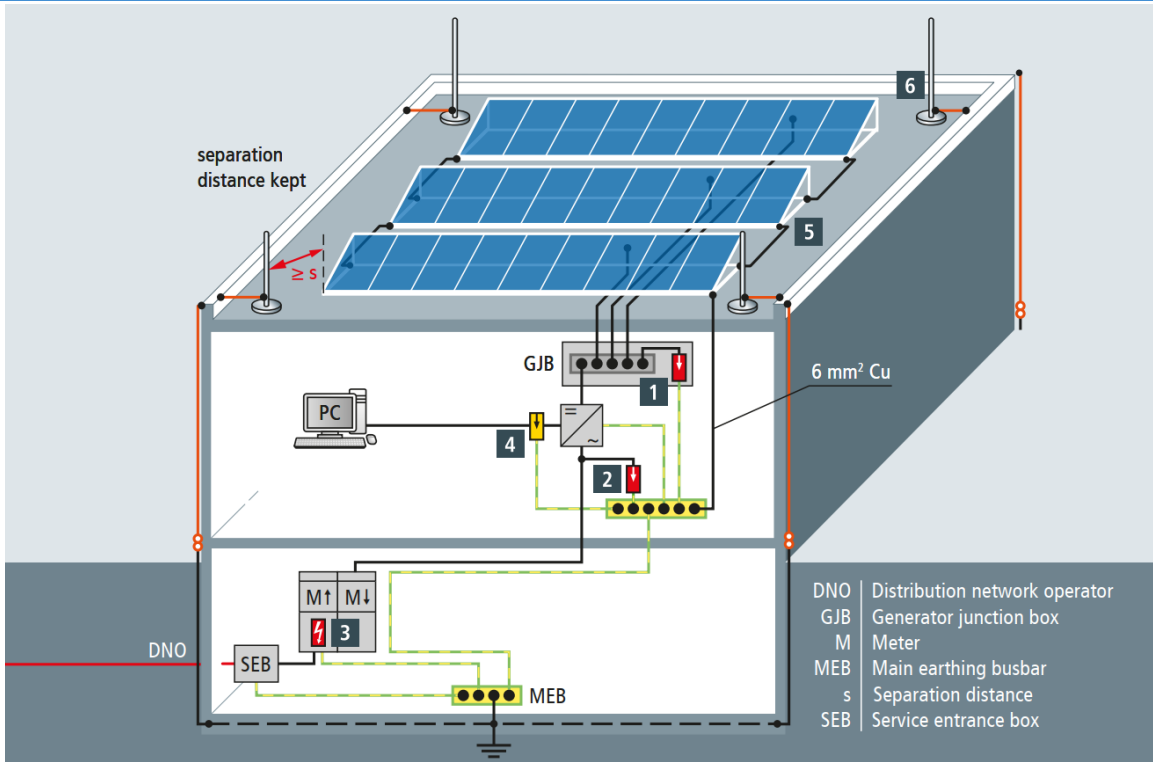 6
separation
distance kept
5
≥ s
GJB
1
6 mm² Cu
PC
4
2
M↑
M↓
3
DNO
SEB
MEB
DNO Distribution network operator
GJB Generator junction box
M Meter
MEB Main earthing busbar
s Separation distance
SEB Service entrance box